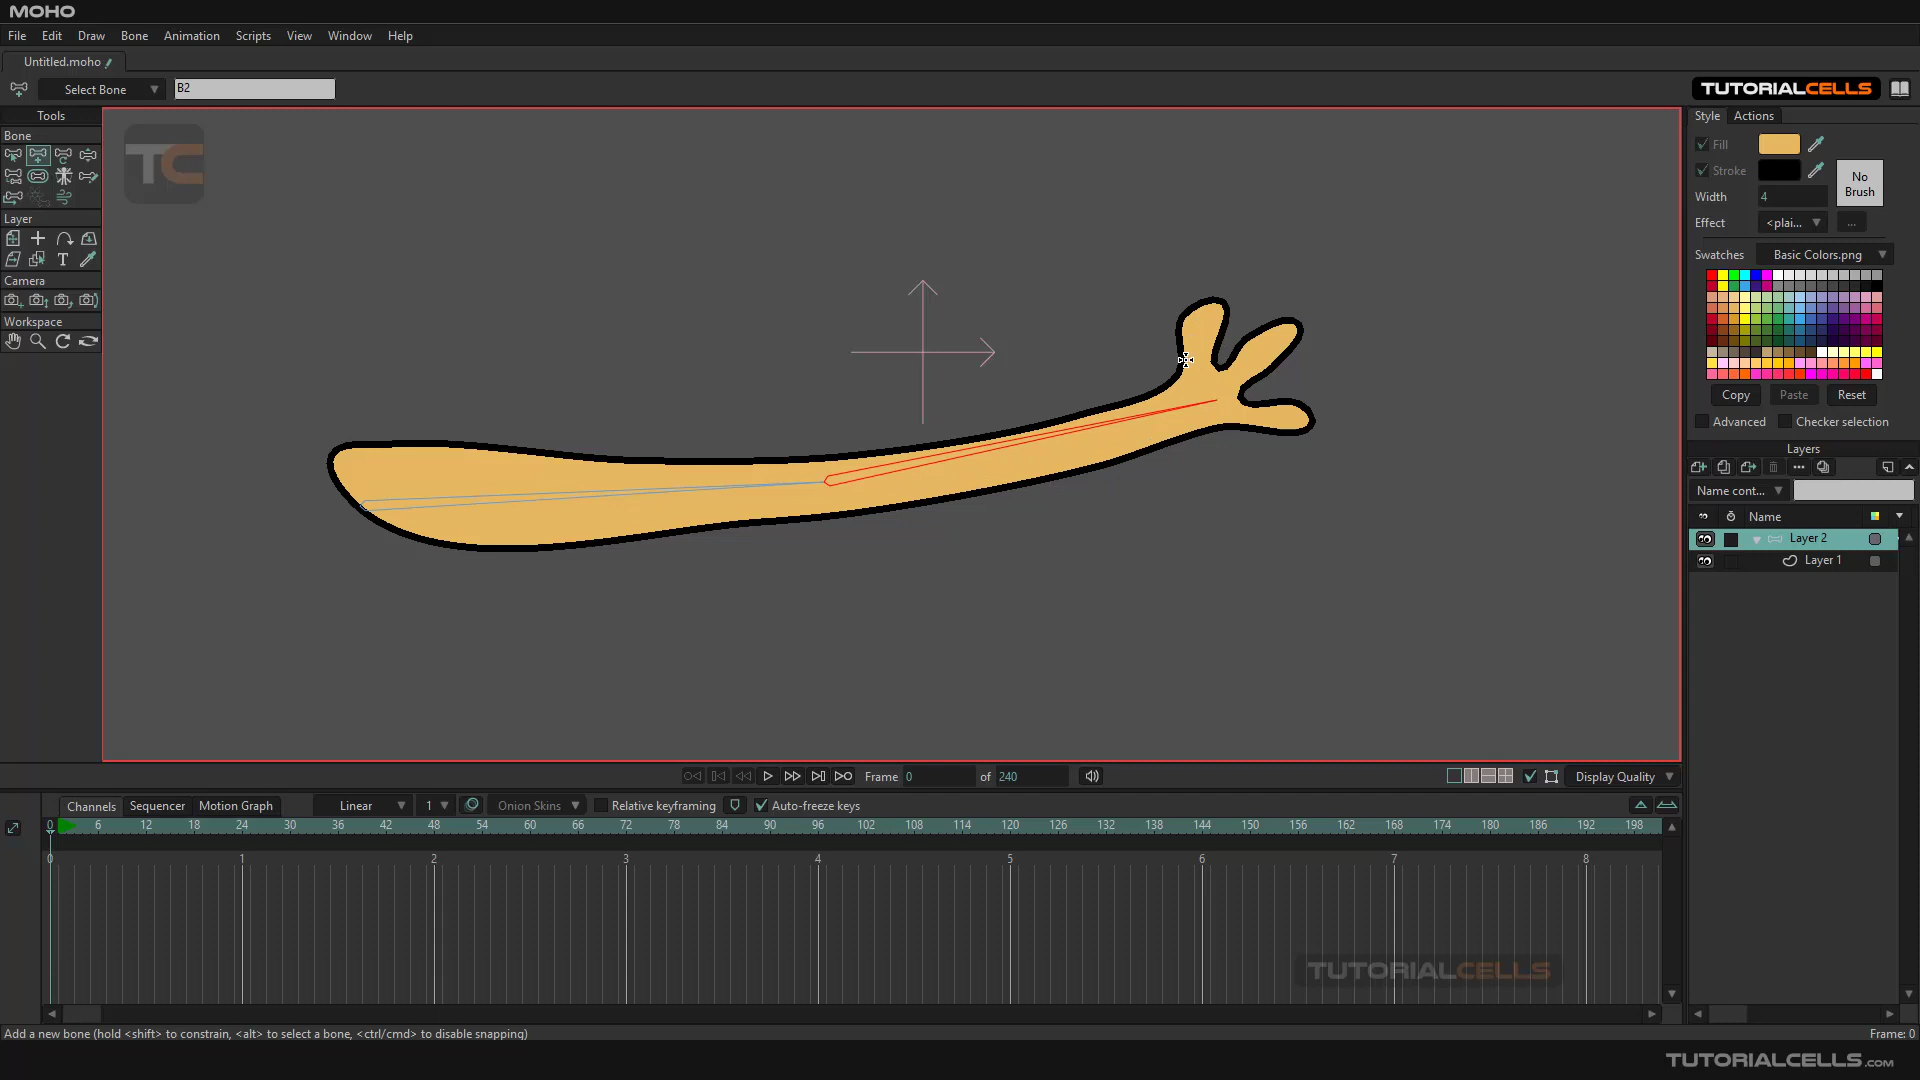 MOHO
File Edit Draw Bone Animation Scripts View Window Help
Untitled.moho
Select Bone B2
TUTORIALCELLS
Tools
Bone
Layer
Camera
Workspace
TC
Style Actions
Fill
Stroke
No Brush
Width 4
Effect <plai... ...
Swatches Basic Colors.png
Copy Paste Reset
Advanced Checker selection
Layers
Name cont...
Name
Layer 2
Layer 1
Frame 0 of 240 Display Quality
Channels Sequencer Motion Graph Linear 1 Onion Skins Relative keyframing Auto-freeze keys
0 6 12 18 24 30 36 42 48 54 60 66 72 78 84 90 96 102 108 114 120 126 132 138 144 150 156 162 168 174 180 186 192 198
0 1 2 3 4 5 6 7 8
TUTORIALCELLS
Add a new bone (hold <shift> to constrain, <alt> to select a bone, <ctrl/cmd> to disable snapping) Frame: 0
TUTORIALCELLS.COM